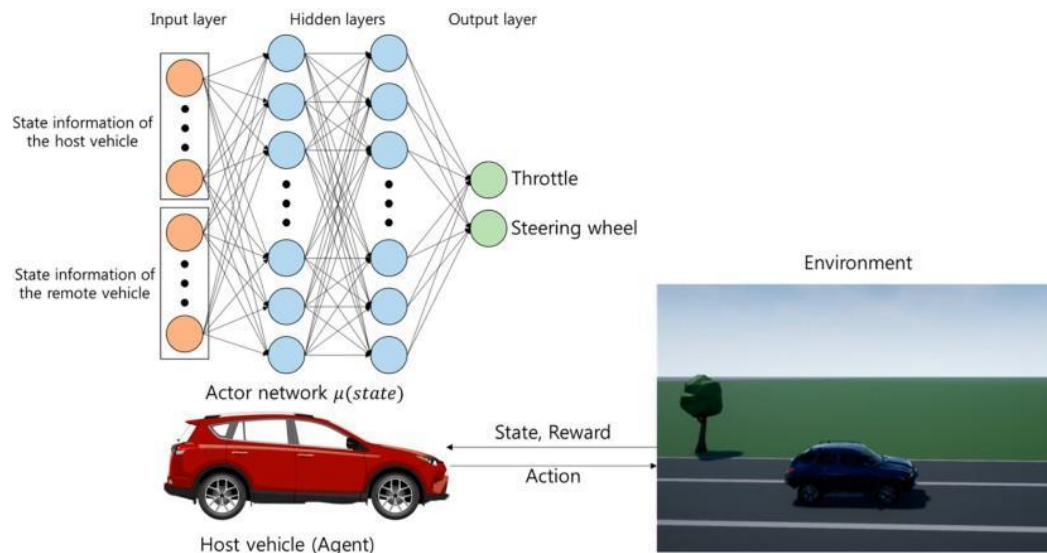 Input layer
Hidden layers
Output layer
State information of
the host vehicle
Throttle
Steering wheel
State information of
the remote vehicle
Environment
Actor network μ(state)
State, Reward
Action
Host vehicle (Agent)